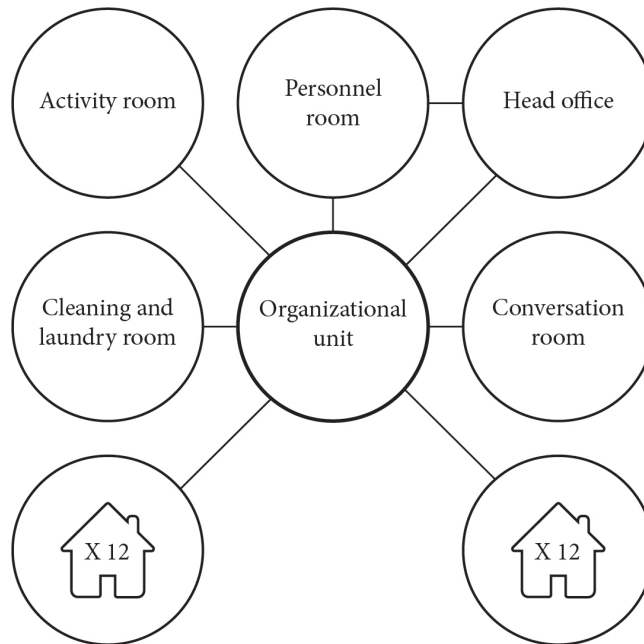 Activity room
Personnel
room
Head office
Cleaning and
laundry room
Organizational
unit
Conversation
room
X 12
X 12